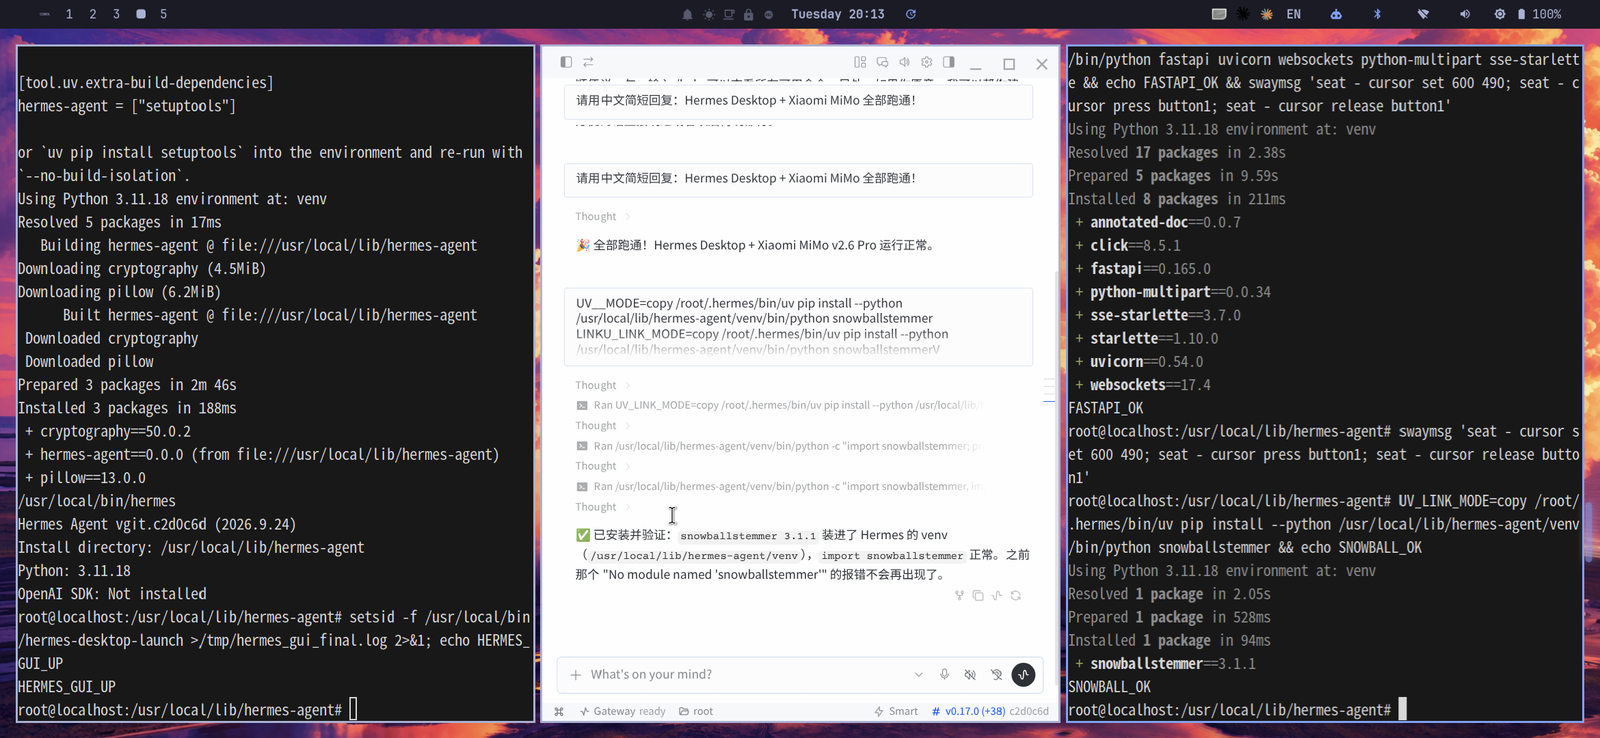 1 2 3 5
Tuesday 20:13
EN
100%
[tool.uv.extra-build-dependencies]
hermes-agent = ["setuptools"]
or `uv pip install setuptools` into the environment and re-run with
`--no-build-isolation`.
Using Python 3.11.18 environment at: venv
Resolved 5 packages in 17ms
Building hermes-agent @ file:///usr/local/lib/hermes-agent
Downloading cryptography (4.5MiB)
Downloading pillow (6.2MiB)
Built hermes-agent @ file:///usr/local/lib/hermes-agent
Downloaded cryptography
Downloaded pillow
Prepared 3 packages in 2m 46s
Installed 3 packages in 188ms
+ cryptography==50.0.2
+ hermes-agent==0.0.0 (from file:///usr/local/lib/hermes-agent)
+ pillow==13.0.0
/usr/local/bin/hermes
Hermes Agent vgit.c2d0c6d (2026.9.24)
Install directory: /usr/local/lib/hermes-agent
Python: 3.11.18
OpenAI SDK: Not installed
root@localhost:/usr/local/lib/hermes-agent# setsid -f /usr/local/bin
/hermes-desktop-launch >/tmp/hermes_gui_final.log 2>&1; echo HERMES_
GUI_UP
HERMES_GUI_UP
root@localhost:/usr/local/lib/hermes-agent#
请用中文简短回复：Hermes Desktop + Xiaomi MiMo 全部跑通！
请用中文简短回复：Hermes Desktop + Xiaomi MiMo 全部跑通！
Thought
🎉 全部跑通！Hermes Desktop + Xiaomi MiMo v2.6 Pro 运行正常。
UV__MODE=copy /root/.hermes/bin/uv pip install --python
/usr/local/lib/hermes-agent/venv/bin/python snowballstemmer
LINKU_LINK_MODE=copy /root/.hermes/bin/uv pip install --python
/usr/local/lib/hermes-agent/venv/bin/python snowballstemmerV
Thought
Ran UV_LINK_MODE=copy /root/.hermes/bin/uv pip install --python /usr/local/lib/
Thought
Ran /usr/local/lib/hermes-agent/venv/bin/python -c "import snowballstemmer; p
Thought
Ran /usr/local/lib/hermes-agent/venv/bin/python -c "import snowballstemmer, im
Thought
✅ 已安装并验证：snowballstemmer 3.1.1 装进了 Hermes 的 venv
（/usr/local/lib/hermes-agent/venv），import snowballstemmer 正常。之前
那个 "No module named 'snowballstemmer'" 的报错不会再出现了。
What's on your mind?
Gateway ready root Smart # v0.17.0 (+38) c2d0c6d
/bin/python fastapi uvicorn websockets python-multipart sse-starlett
e && echo FASTAPI_OK && swaymsg 'seat - cursor set 600 490; seat - c
ursor press button1; seat - cursor release button1'
Using Python 3.11.18 environment at: venv
Resolved 17 packages in 2.38s
Prepared 5 packages in 9.59s
Installed 8 packages in 211ms
+ annotated-doc==0.0.7
+ click==8.5.1
+ fastapi==0.165.0
+ python-multipart==0.0.34
+ sse-starlette==3.7.0
+ starlette==1.10.0
+ uvicorn==0.54.0
+ websockets==17.4
FASTAPI_OK
root@localhost:/usr/local/lib/hermes-agent# swaymsg 'seat - cursor s
et 600 490; seat - cursor press button1; seat - cursor release butto
n1'
root@localhost:/usr/local/lib/hermes-agent# UV_LINK_MODE=copy /root/
.hermes/bin/uv pip install --python /usr/local/lib/hermes-agent/venv
/bin/python snowballstemmer && echo SNOWBALL_OK
Using Python 3.11.18 environment at: venv
Resolved 1 package in 2.05s
Prepared 1 package in 528ms
Installed 1 package in 94ms
+ snowballstemmer==3.1.1
SNOWBALL_OK
root@localhost:/usr/local/lib/hermes-agent#